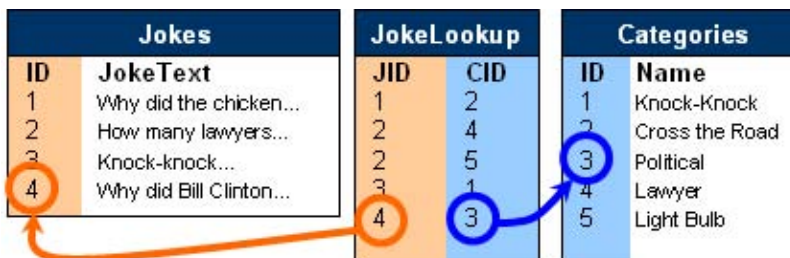 Jokes
ID JokeText
1 Why did the chicken...
2 How many lawyers...
3 Knock-knock...
4 Why did Bill Clinton...
JokeLookup
JID CID
1 2
2 4
2 5
3 1
4 3
Categories
ID Name
1 Knock-Knock
2 Cross the Road
3 Political
4 Lawyer
5 Light Bulb